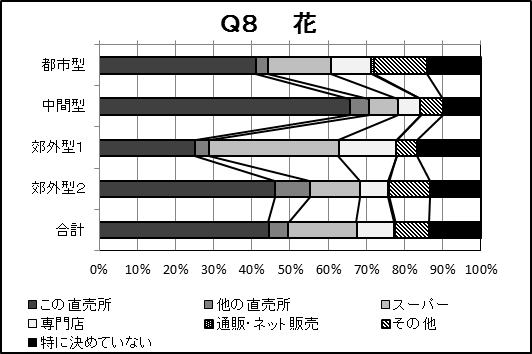 Q8　花
都市型
中間型
郊外型1
郊外型2
合計
0% 10% 20% 30% 40% 50% 60% 70% 80% 90% 100%
この直売所 他の直売所 スーパー
専門店 通販・ネット販売 その他
特に決めていない